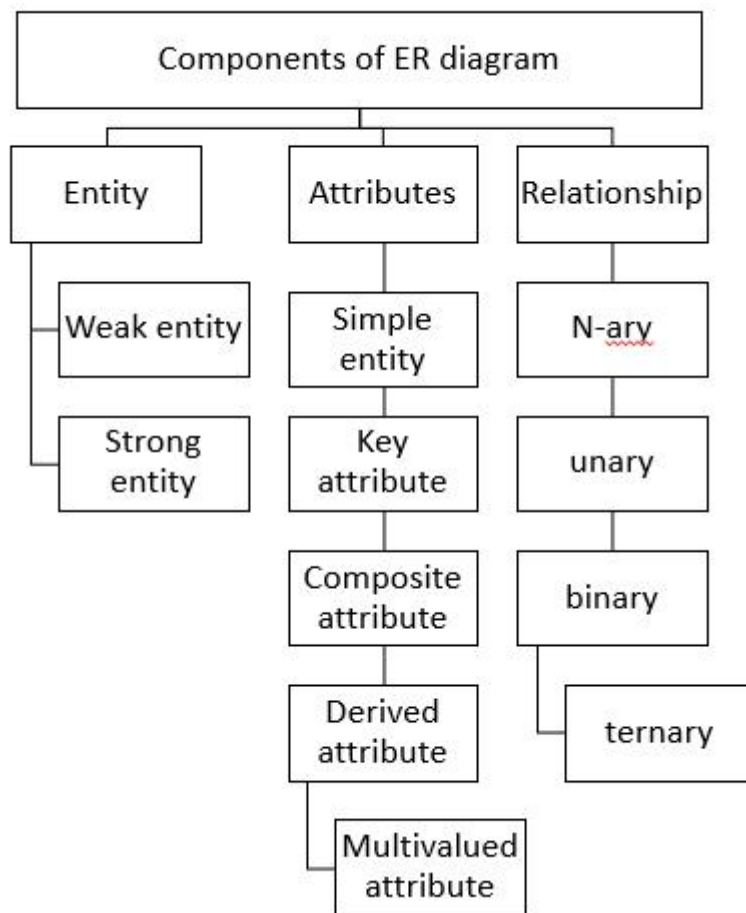 Components of ER diagram
Entity
Attributes
Relationship
Weak entity
Strong
entity
Simple
entity
Key
attribute
Composite
attribute
Derived
attribute
Multivalued
attribute
N-ary
unary
binary
ternary